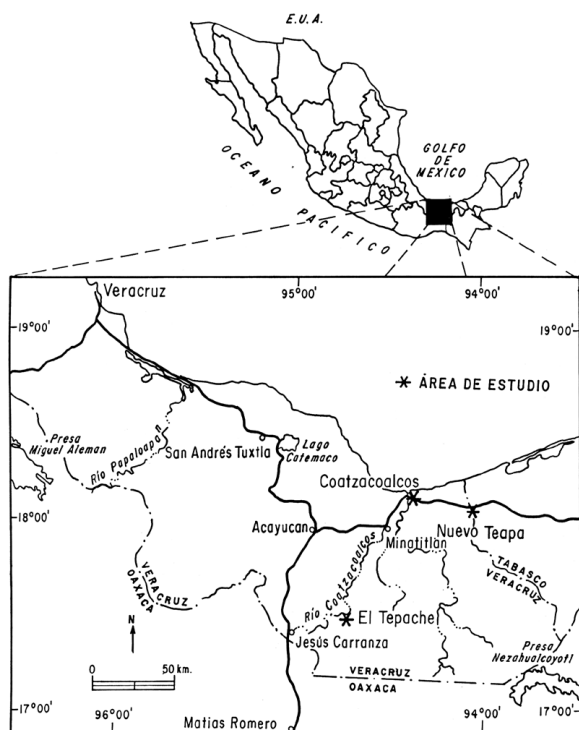 E.U.A.
GOLFO
DE
MEXICO
OCEANO PACIFICO
95°00'
94°00'
Veracruz
19°00'
19°00'
ÁREA DE ESTUDIO
Presa
Miguel Aleman
Río Papaloapan
San Andrés Tuxtla
Lago
Catemaco
Coatzacoalcos
18°00'
Acayucan
Minatitlán
Nuevo Teapa
VERACRUZ
OAXACA
Río Coatzacoalcos
TABASCO
VERACRUZ
El Tepache
N
Jesús Carranza
Presa
Nezahualcoyotl
0
50 km.
VERACRUZ
OAXACA
17°00'
96°00'
94°00'
17°00'
Matias Romero